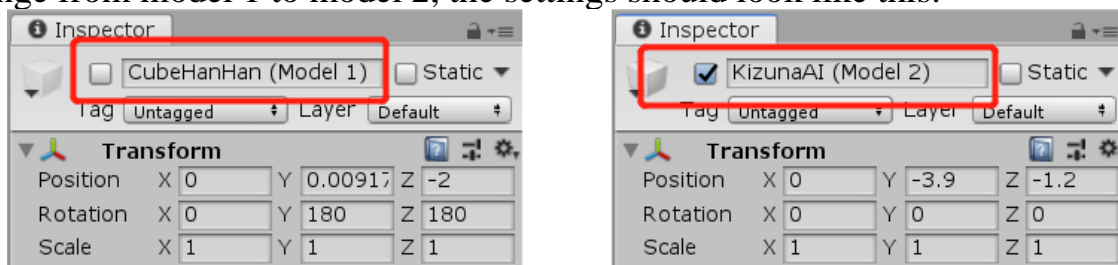 nge from model 1 to model 2, the settings should look like this:
Inspector
CubeHanHan (Model 1) Static
Tag Untagged Layer Default
Transform
Position X 0 Y 0.00917 Z -2
Rotation X 0 Y 180 Z 180
Scale X 1 Y 1 Z 1
Inspector
KizunaAI (Model 2) Static
Tag Untagged Layer Default
Transform
Position X 0 Y -3.9 Z -1.2
Rotation X 0 Y 0 Z 0
Scale X 1 Y 1 Z 1